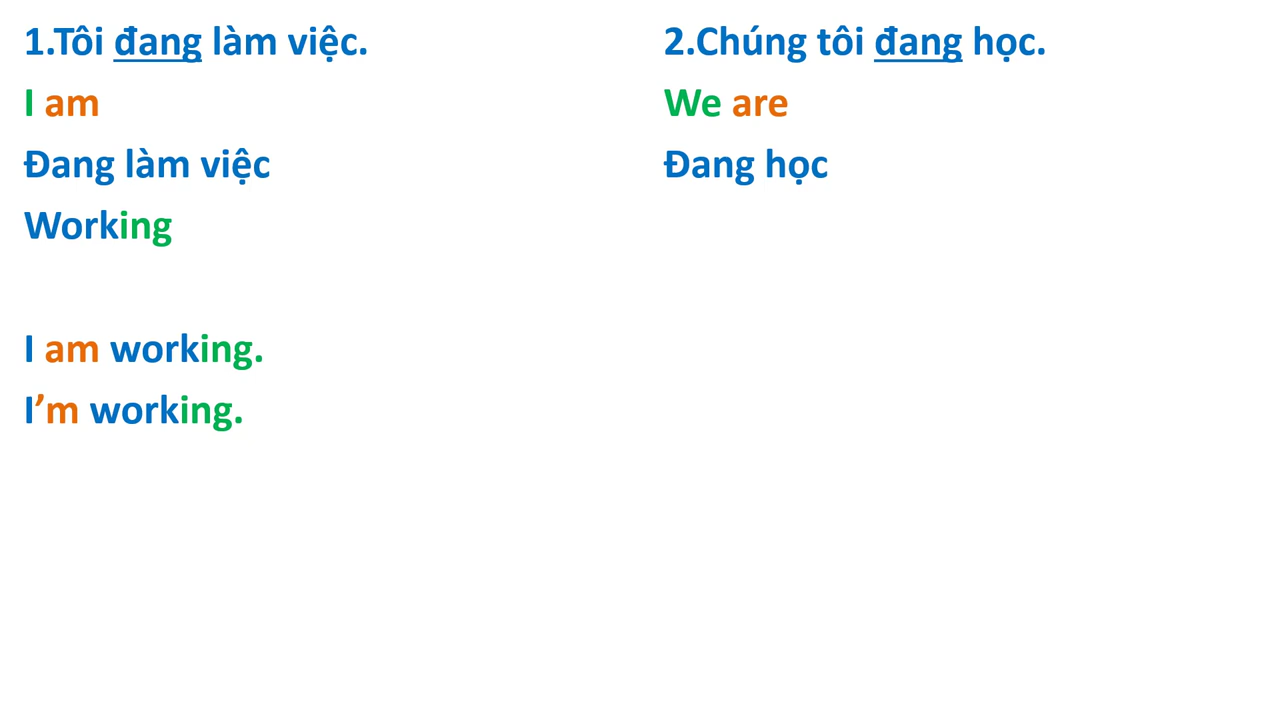 1.Tôi đang làm việc.
I am
Đang làm việc
Working
I am working.
I’m working.
2.Chúng tôi đang học.
We are
Đang học